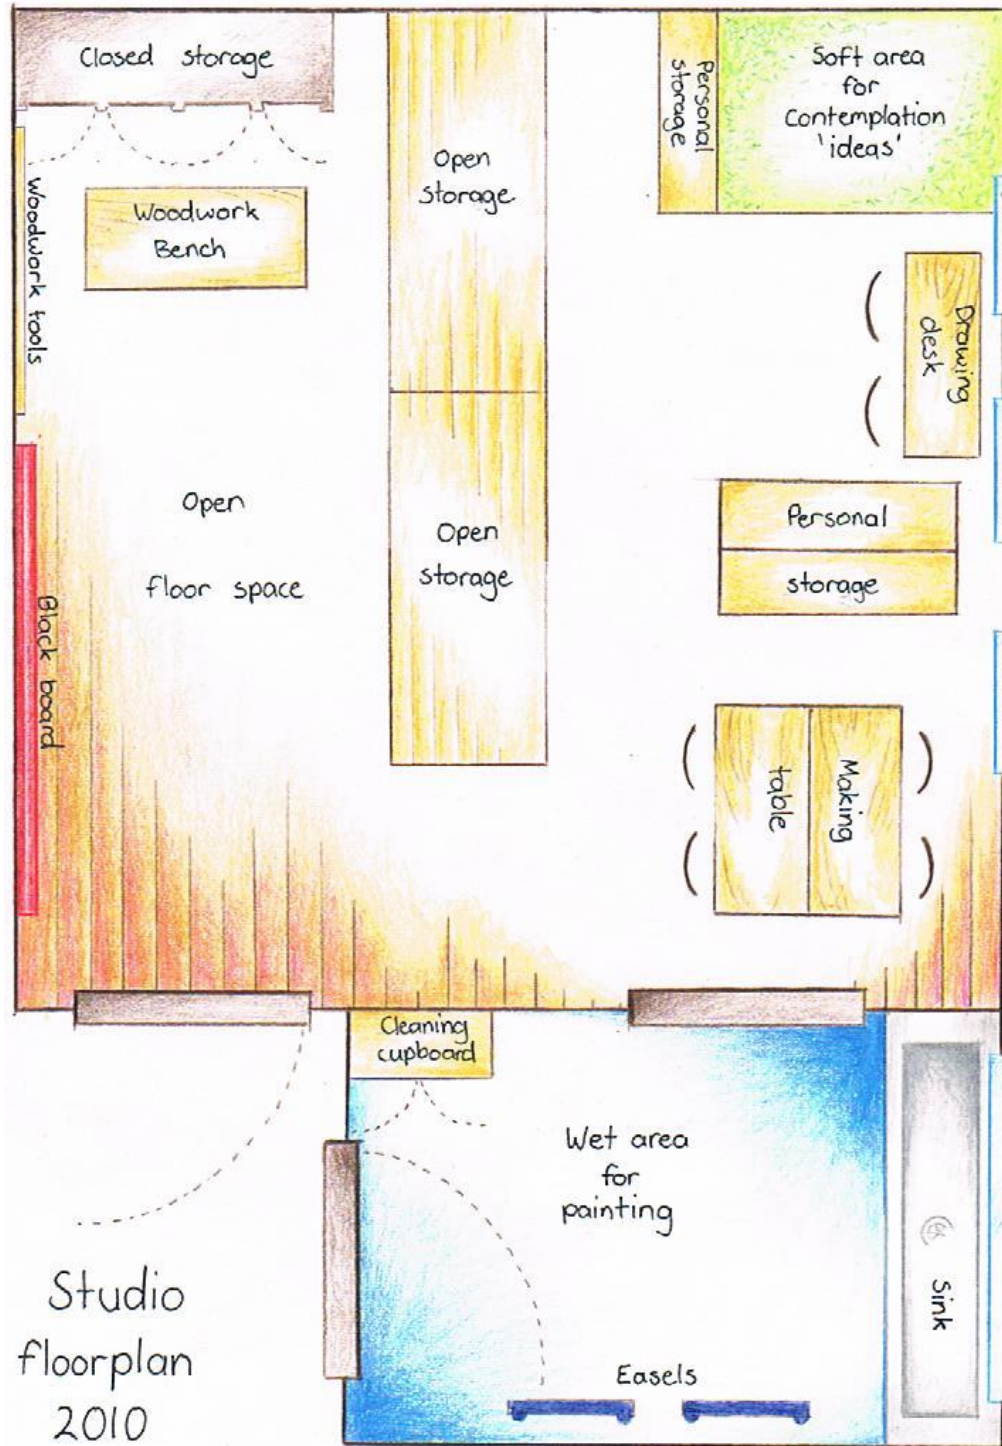 Closed storage
Open
storage
Personal
storage
Soft area
for
Contemplation
'ideas'
Woodwork tools
Woodwork
Bench
Drawing
desk
Open
floor space
Open
storage
Personal
storage
Black board
Making
table
Cleaning
cupboard
Wet area
for
painting
Sink
Easels
Studio
floorplan
2010